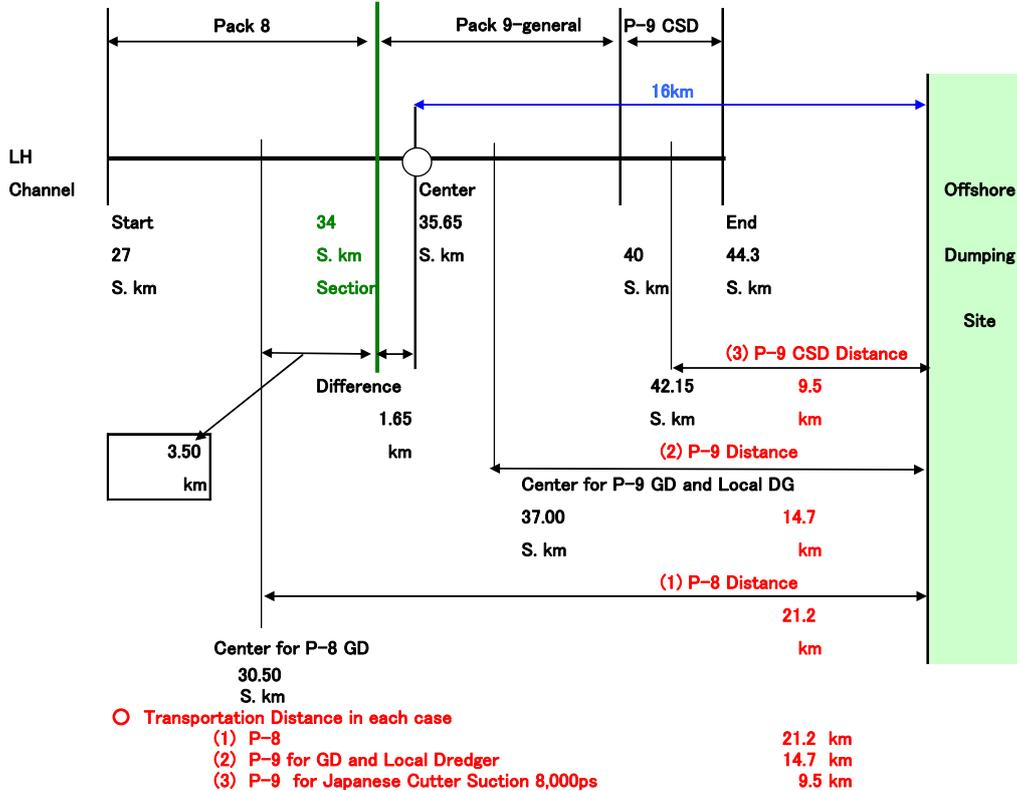 Pack 8
Pack 9-general
P-9 CSD
16km
LH
Channel
Center
Offshore
Start
34
35.65
End
27
S. km
S. km
40
44.3
Dumping
S. km
Section
S. km
S. km
Site
(3) P-9 CSD Distance
Difference
42.15
9.5
1.65
S. km
km
3.50
km
(2) P-9 Distance
km
Center for P-9 GD and Local DG
37.00
14.7
S. km
km
(1) P-8 Distance
21.2
Center for P-8 GD
km
30.50
S. km
Transportation Distance in each case
(1) P-8 21.2 km
(2) P-9 for GD and Local Dredger 14.7 km
(3) P-9 for Japanese Cutter Suction 8,000ps 9.5 km